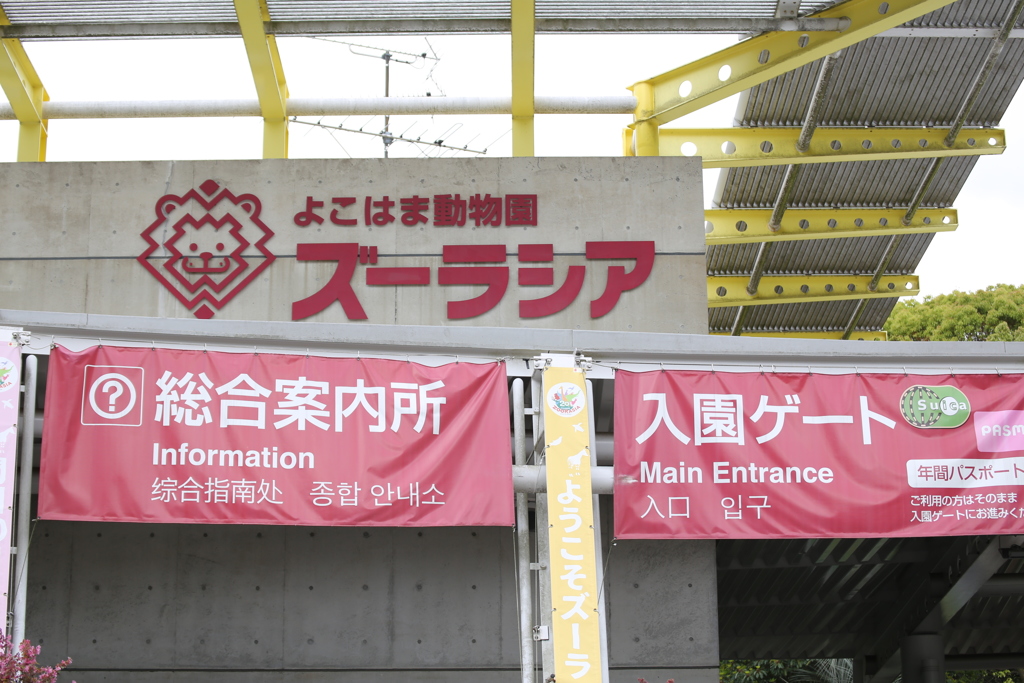 よこはま動物園
ズーラシア
総合案内所
Information
综合指南处 종합 안내소
入園ゲート
Suica
PASM
Main Entrance
年間パスポート
入口 입구
ご利用の方はそのまま
入園ゲートにお進みくだ
ようこそズーラ